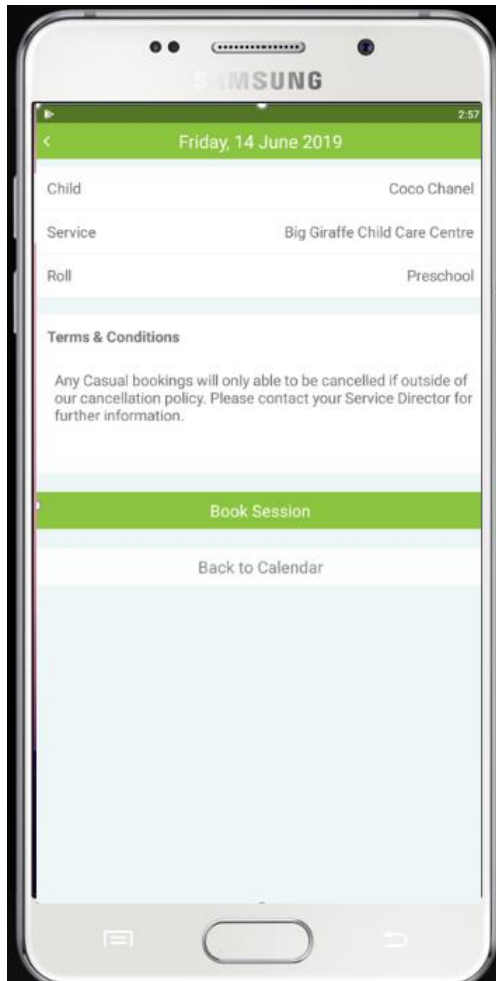 SAMSUNG
2:57
Friday, 14 June 2019
Child Coco Chanel
Service Big Giraffe Child Care Centre
Roll Preschool
Terms & Conditions
Any Casual bookings will only able to be cancelled if outside of
our cancellation policy. Please contact your Service Director for
further information.
Book Session
Back to Calendar